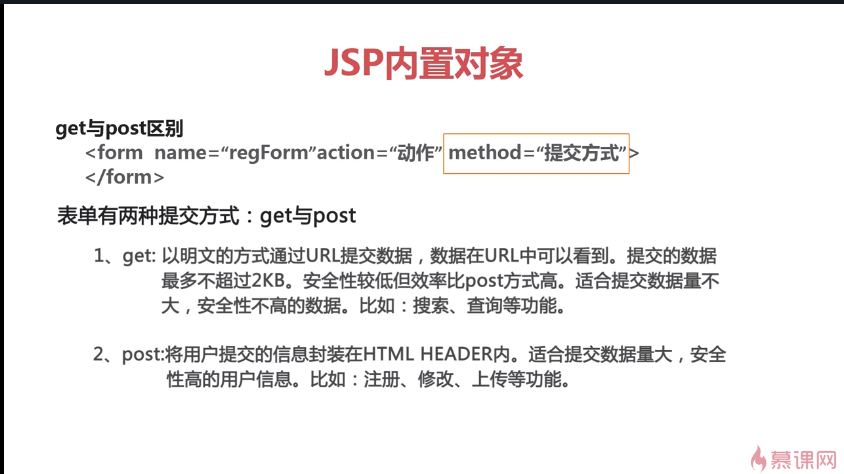 JSP内置对象
get与post区别
<form name=“regForm”action=“动作” method=“提交方式”>
</form>
表单有两种提交方式：get与post
1、get: 以明文的方式通过URL提交数据，数据在URL中可以看到。提交的数据
最多不超过2KB。安全性较低但效率比post方式高。适合提交数据量不
大，安全性不高的数据。比如：搜索、查询等功能。
2、post:将用户提交的信息封装在HTML HEADER内。适合提交数据量大，安全
性高的用户信息。比如：注册、修改、上传等功能。
慕课网